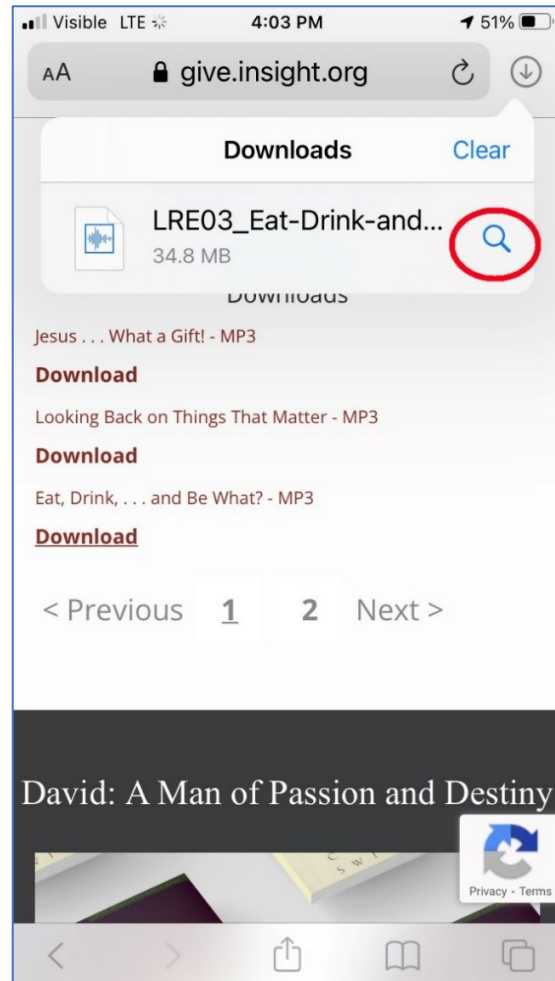 Visible LTE 4:03 PM 51%
AA give.insight.org
Downloads Clear
LRE03_Eat-Drink-and...
34.8 MB
Downloads
Jesus . . . What a Gift! - MP3
Download
Looking Back on Things That Matter - MP3
Download
Eat, Drink, . . . and Be What? - MP3
Download
< Previous 1 2 Next >
David: A Man of Passion and Destiny
Privacy - Terms